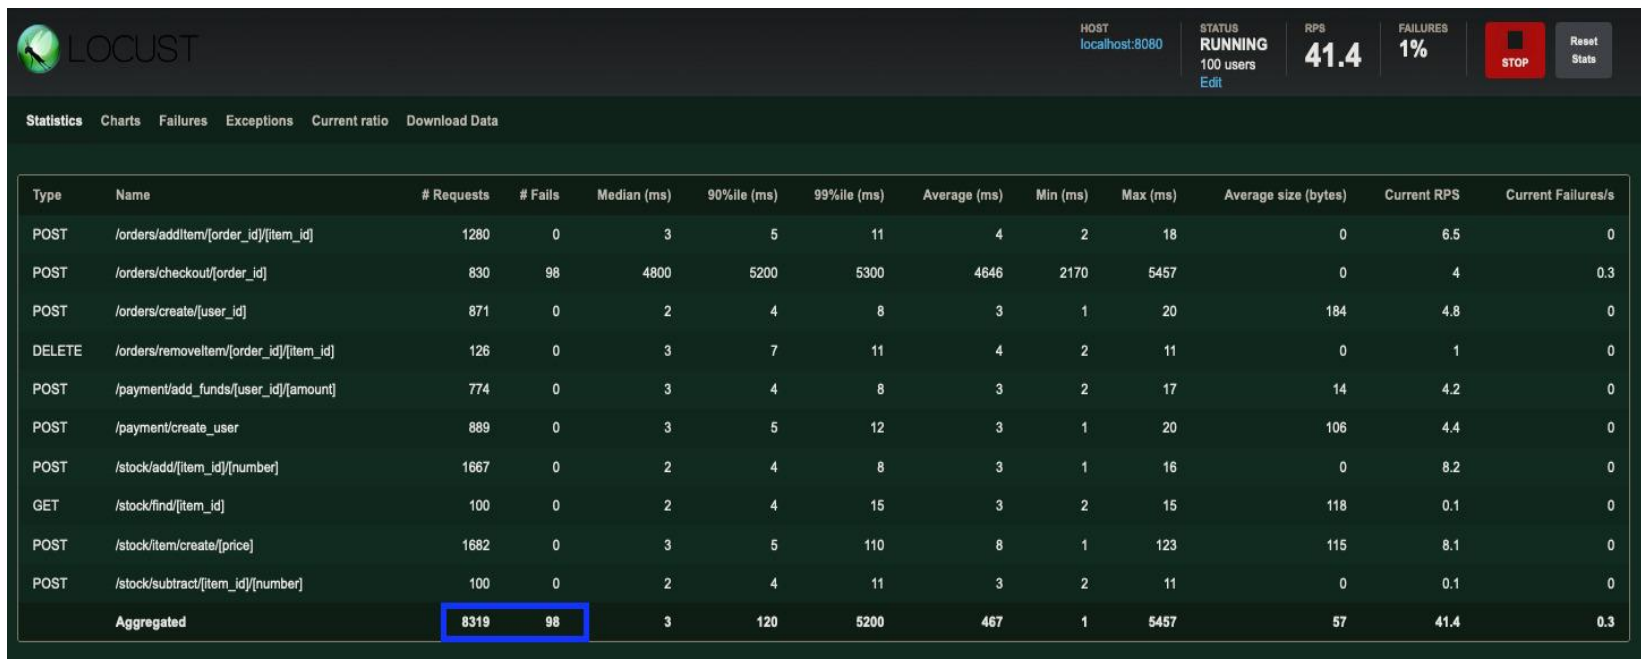 LOCUST
HOST
localhost:8080
STATUS
RUNNING
100 users
Edit
RPS
41.4
FAILURES
1%
STOP
Reset
Stats
Statistics Charts Failures Exceptions Current ratio Download Data
Type Name # Requests # Fails Median (ms) 90%ile (ms) 99%ile (ms) Average (ms) Min (ms) Max (ms) Average size (bytes) Current RPS Current Failures/s
POST /orders/addItem/[order_id]/[item_id] 1280 0 3 5 11 4 2 18 0 6.5 0
POST /orders/checkout/[order_id] 830 98 4800 5200 5300 4646 2170 5457 0 4 0.3
POST /orders/create/[user_id] 871 0 2 4 8 3 1 20 184 4.8 0
DELETE /orders/removeItem/[order_id]/[item_id] 126 0 3 7 11 4 2 11 0 1 0
POST /payment/add_funds/[user_id]/[amount] 774 0 3 4 8 3 2 17 14 4.2 0
POST /payment/create_user 889 0 3 5 12 3 1 20 106 4.4 0
POST /stock/add/[item_id]/[number] 1667 0 2 4 8 3 1 16 0 8.2 0
GET /stock/find/[item_id] 100 0 2 4 15 3 2 15 118 0.1 0
POST /stock/item/create/[price] 1682 0 3 5 110 8 1 123 115 8.1 0
POST /stock/subtract/[item_id]/[number] 100 0 2 4 11 3 2 11 0 0.1 0
Aggregated 8319 98 3 120 5200 467 1 5457 57 41.4 0.3